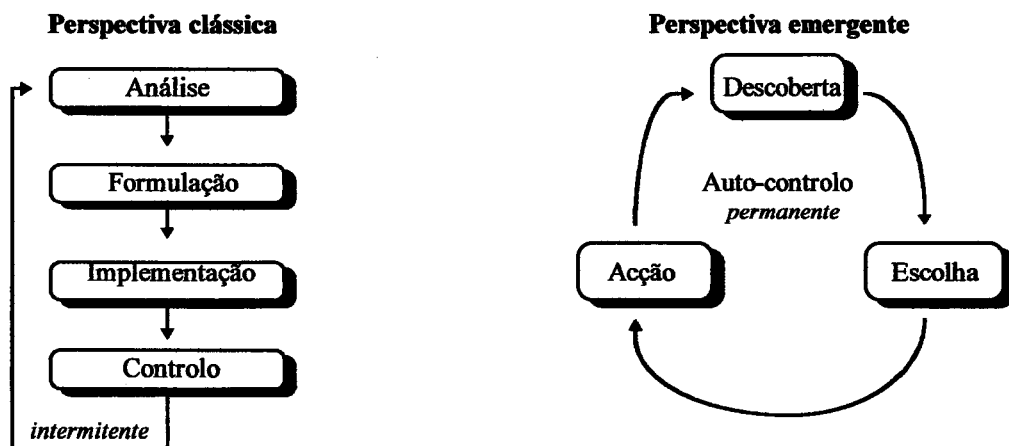 Perspectiva clássica
Análise
Formulação
Implementação
Controlo
intermitente
Perspectiva emergente
Descoberta
Auto-controlo
permanente
Acção
Escolha